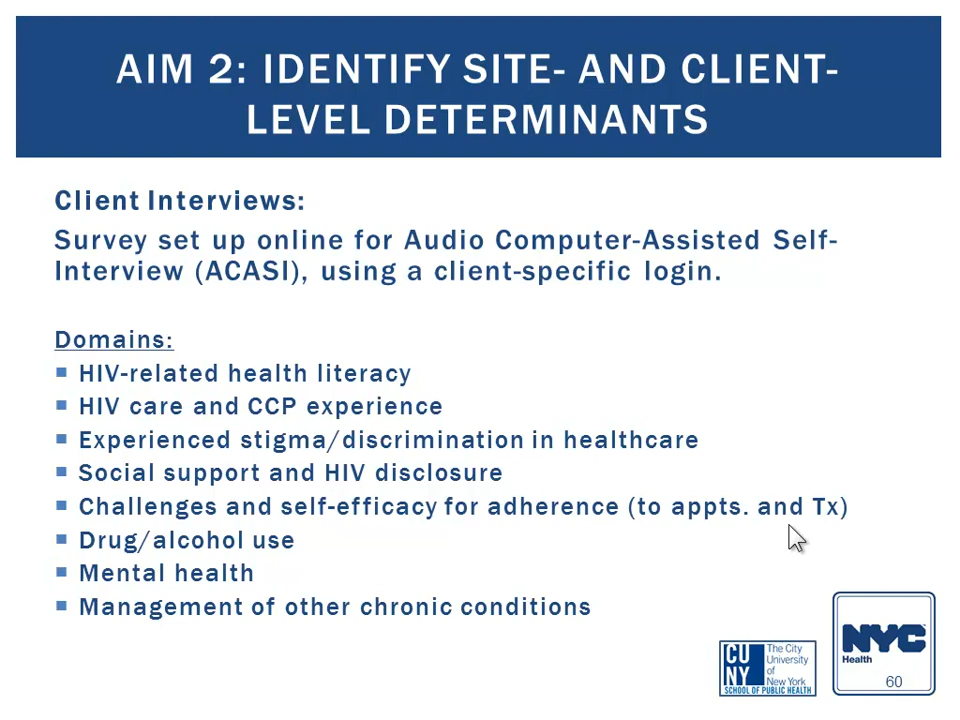 AIM 2: IDENTIFY SITE- AND CLIENT-
LEVEL DETERMINANTS
Client Interviews:
Survey set up online for Audio Computer-Assisted Self-
Interview (ACASI), using a client-specific login.
Domains:
HIV-related health literacy
HIV care and CCP experience
Experienced stigma/discrimination in healthcare
Social support and HIV disclosure
Challenges and self-efficacy for adherence (to appts. and Tx)
Drug/alcohol use
Mental health
Management of other chronic conditions
CU
NY
The City
University
of
New York
SCHOOL OF PUBLIC HEALTH
NYC
Health
60